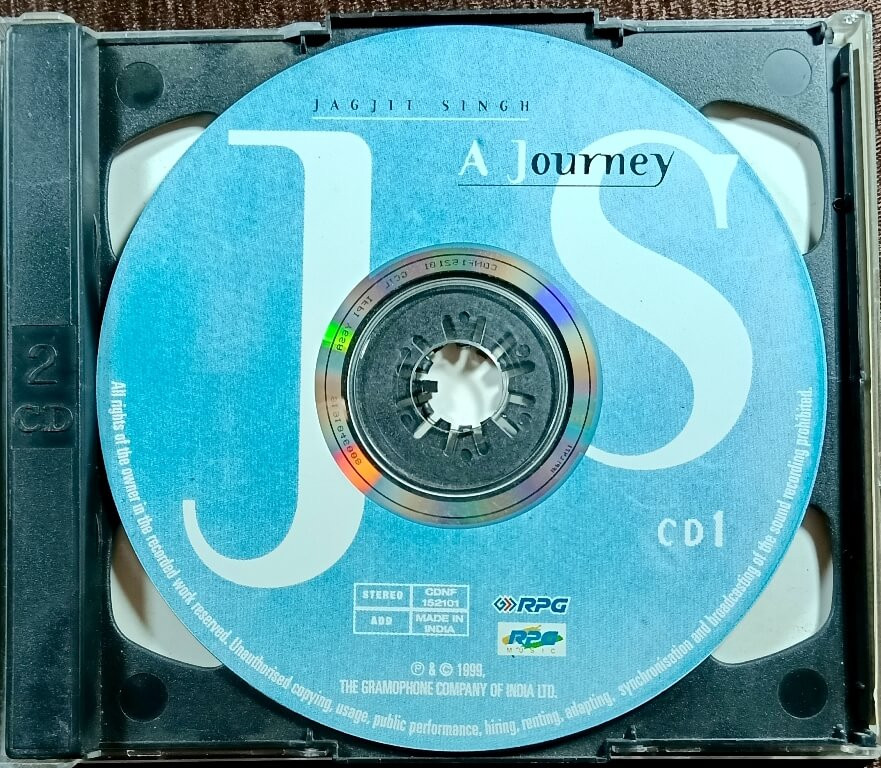 JAGJIT SINGH
A Journey
JS
2
CD
CD1
STEREO
CDNF
152101
ADD
MADE IN
INDIA
RPG
RPG
MUSIC
℗ & © 1999,
THE GRAMOPHONE COMPANY OF INDIA LTD.
All rights of the owner in the recorded work reserved. Unauthorised copying, usage, public performance, hiring, renting, adapting, synchronisation and broadcasting of the sound recording prohibited.